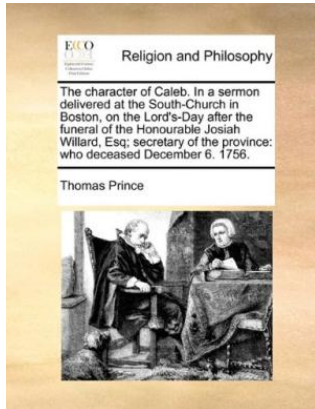 ECCO
Religion and Philosophy
The character of Caleb. In a sermon
delivered at the South-Church in
Boston, on the Lord's-Day after the
funeral of the Honourable Josiah
Willard, Esq; secretary of the province:
who deceased December 6. 1756.
Thomas Prince